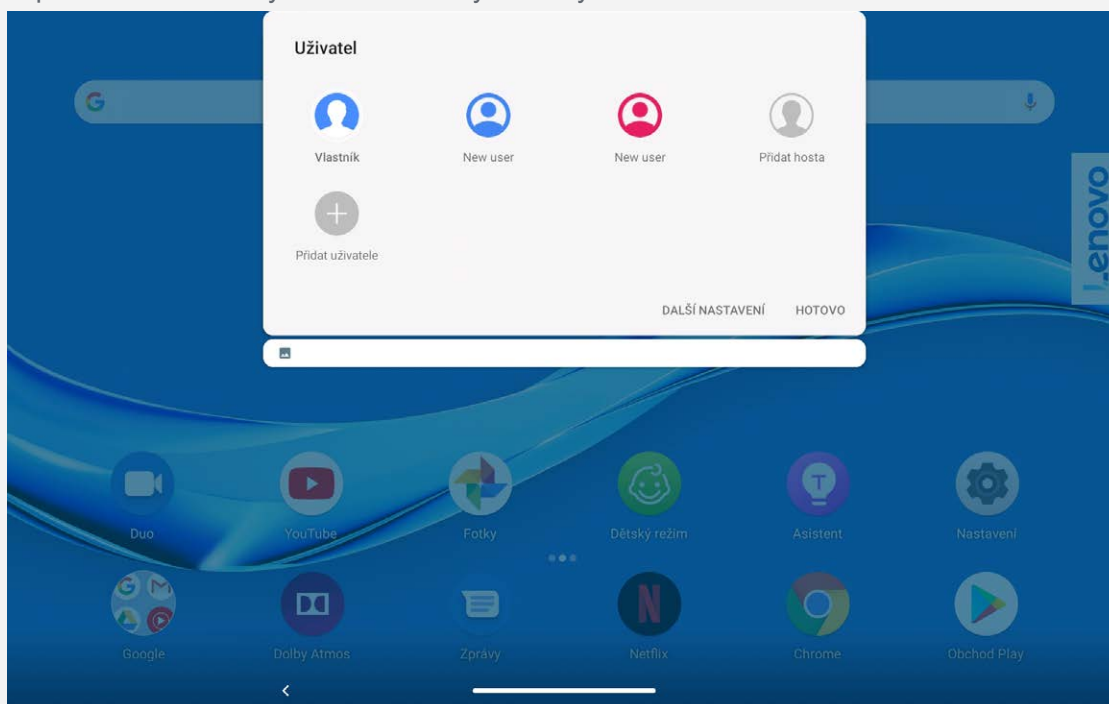 Uživatel
Vlastník
New user
New user
Přidat hosta
Přidat uživatele
DALŠÍ NASTAVENÍ
HOTOVO
Lenovo
Duo
YouTube
Fotky
Dětský režim
Asistent
Nastavení
Google
Dolby Atmos
Zprávy
Netflix
Chrome
Obchod Play